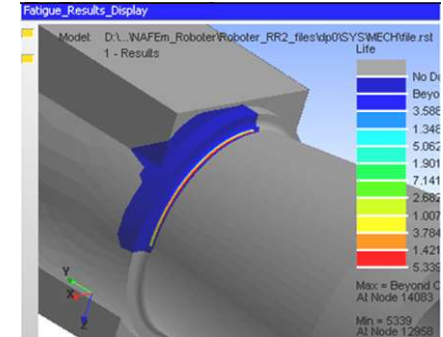 Fatigue_Results_Display
Model: D:\...\NAFEm_Roboter\Roboter_RR2_files\dp0\SYS\MECH\file.rst
1 - Results
Life
No D
Beyo
3.588
1.348
5.062
1.901
7.141
2.682
1.007
3.784
1.421
5.339
Max = Beyond C
At Node 14083
Min = 5339
At Node 12958
Y
X
Z